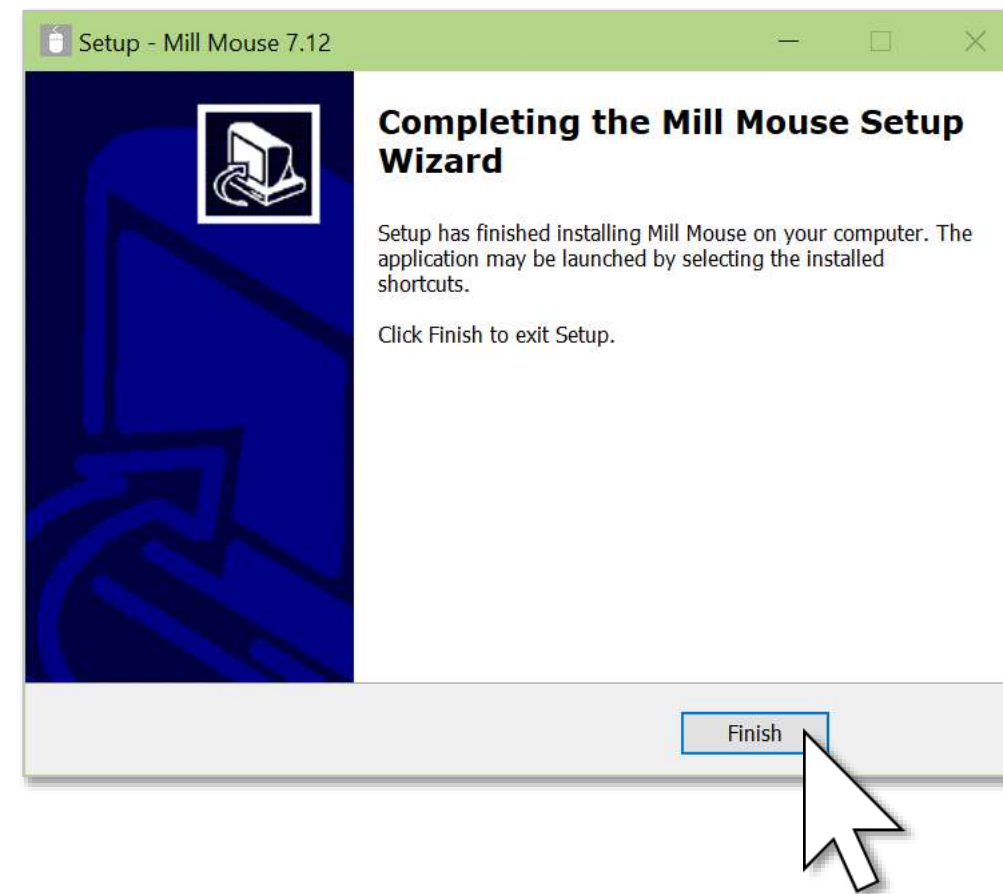 Setup - Mill Mouse 7.12
Completing the Mill Mouse Setup
Wizard
Setup has finished installing Mill Mouse on your computer. The
application may be launched by selecting the installed
shortcuts.
Click Finish to exit Setup.
Finish